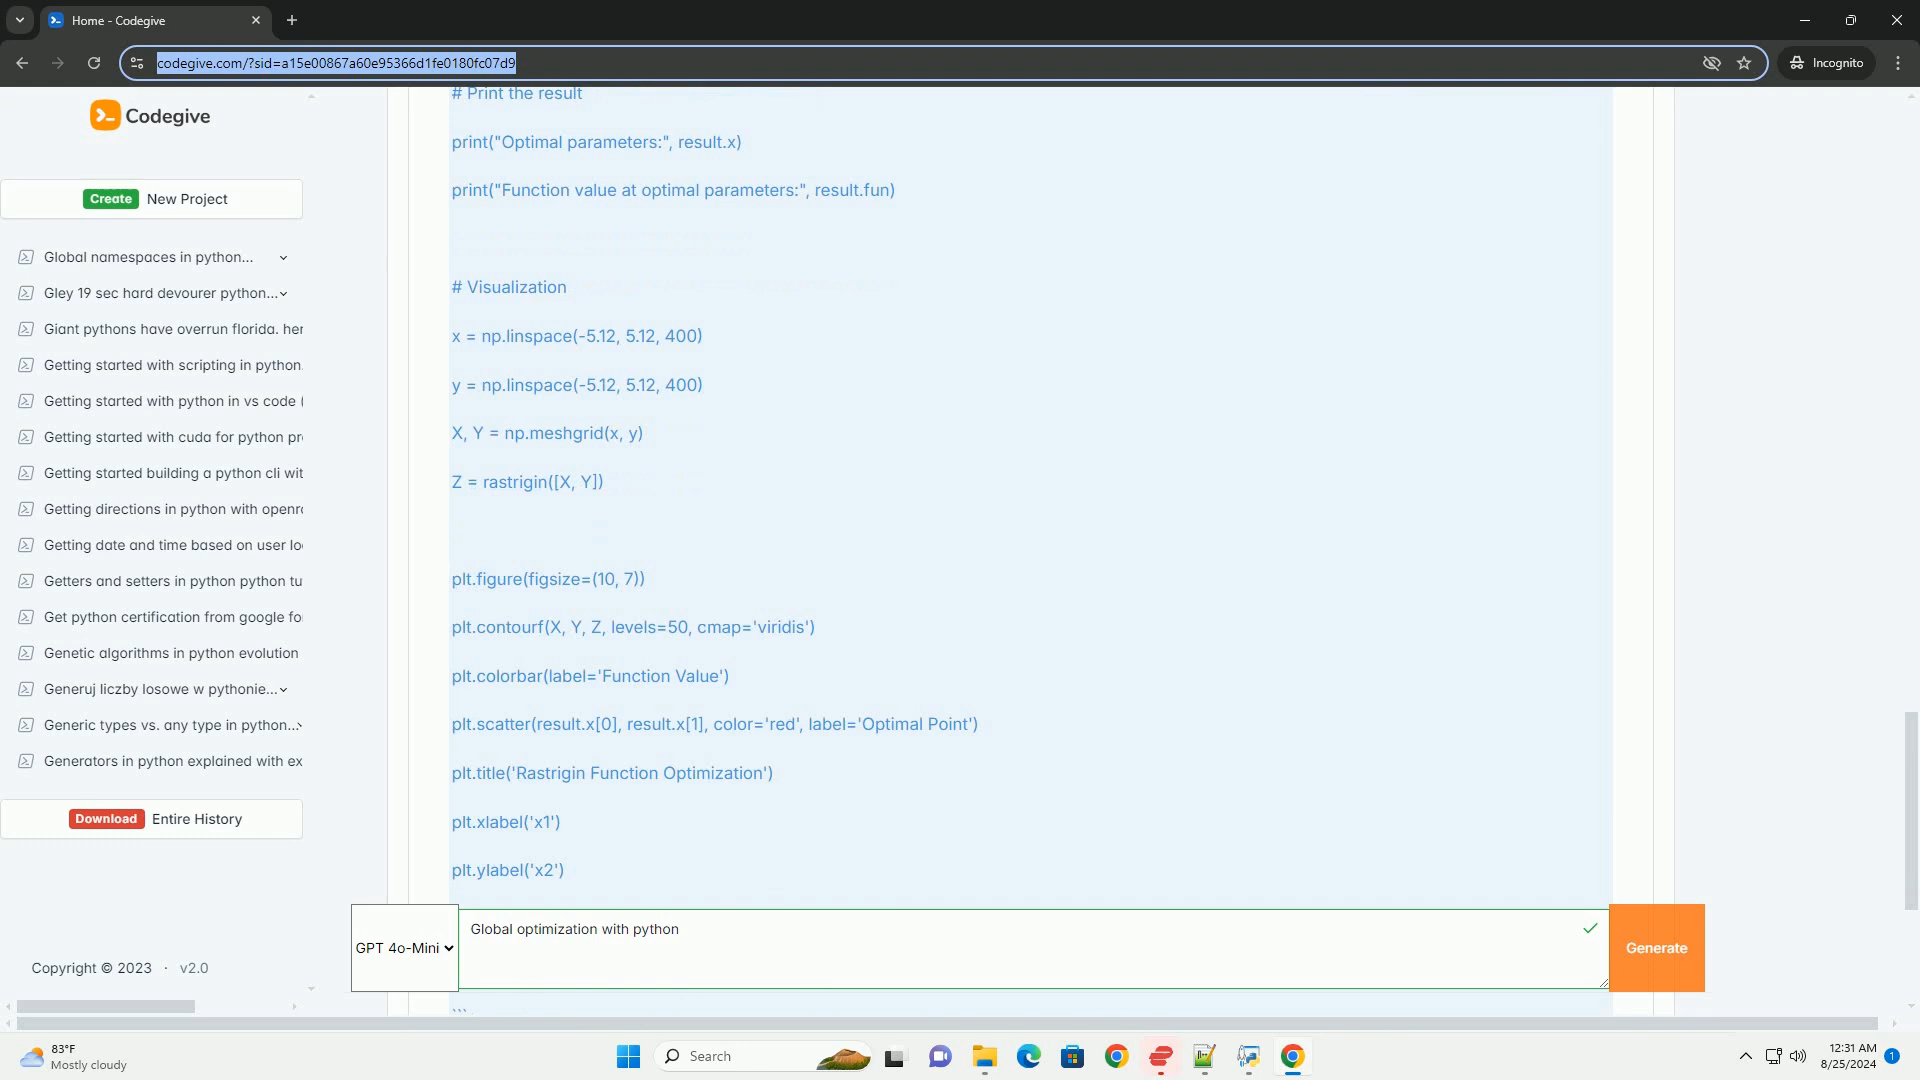 Home - Codegive
codegive.com/?sid=a15e00867a60e95366d1fe0180fc07d9
Incognito
Codegive
Create New Project
Global namespaces in python...
Gley 19 sec hard devourer python...
Giant pythons have overrun florida. her
Getting started with scripting in python.
Getting started with python in vs code (
Getting started with cuda for python pr
Getting started building a python cli wit
Getting directions in python with openr
Getting date and time based on user lo
Getters and setters in python python tu
Get python certification from google fo
Genetic algorithms in python evolution
Generuj liczby losowe w pythonie...
Generic types vs. any type in python...
Generators in python explained with ex
Download Entire History
Copyright © 2023 · v2.0
# Print the result
print("Optimal parameters:", result.x)
print("Function value at optimal parameters:", result.fun)
# Visualization
x = np.linspace(-5.12, 5.12, 400)
y = np.linspace(-5.12, 5.12, 400)
X, Y = np.meshgrid(x, y)
Z = rastrigin([X, Y])
plt.figure(figsize=(10, 7))
plt.contourf(X, Y, Z, levels=50, cmap='viridis')
plt.colorbar(label='Function Value')
plt.scatter(result.x[0], result.x[1], color='red', label='Optimal Point')
plt.title('Rastrigin Function Optimization')
plt.xlabel('x1')
plt.ylabel('x2')
GPT 4o-Mini
Global optimization with python
Generate
```
83°F
Mostly cloudy
Search
12:31 AM
8/25/2024
1